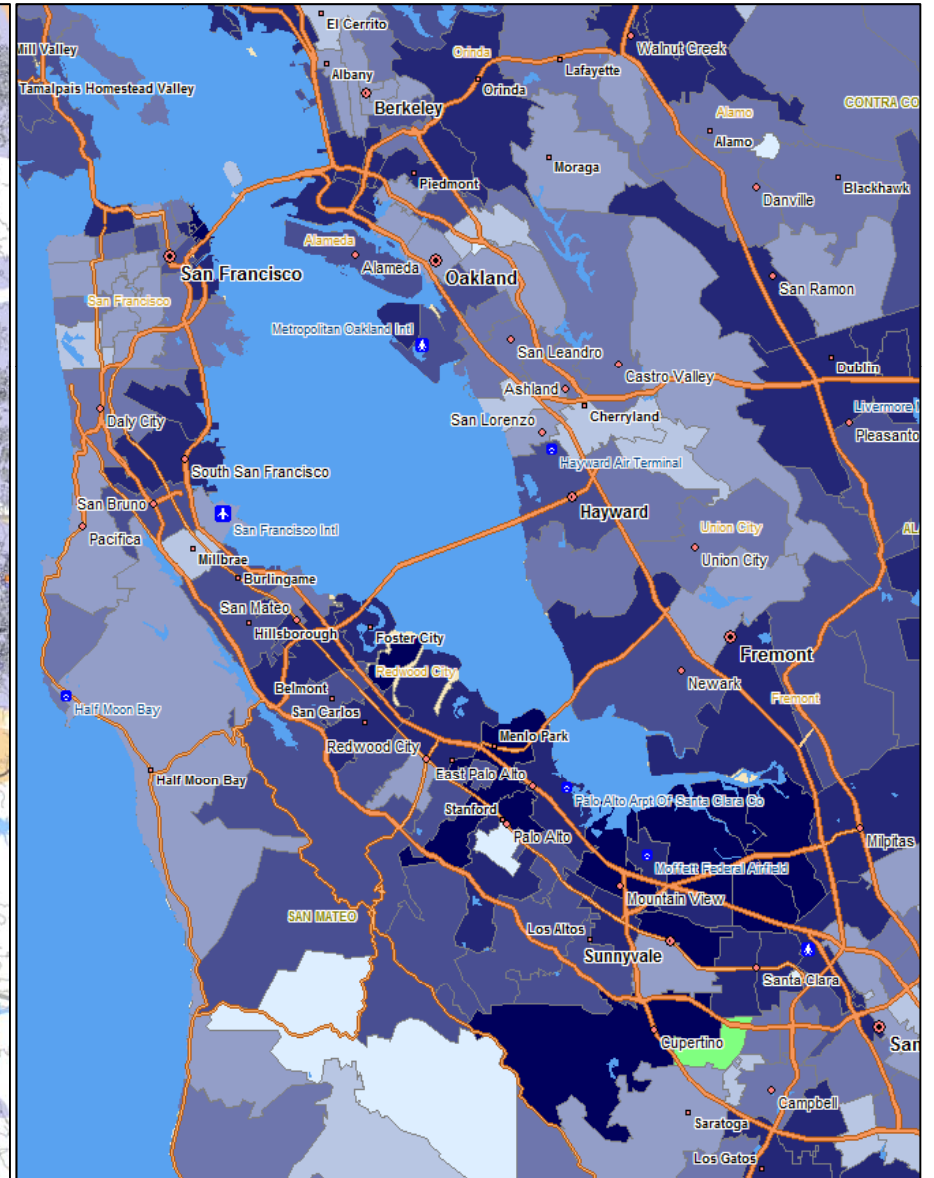 El Cerrito
Mill Valley
Orinda
Walnut Creek
Albany
Lafayette
Tamalpais Homestead Valley
Orinda
Berkeley
CONTRA CO
Alamo
Alamo
Moraga
Piedmont
Blackhawk
Danville
Alameda
Alameda
San Francisco
Oakland
San Ramon
San Francisco
Metropolitan Oakland Intl
San Leandro
Dublin
Castro Valley
Ashland
Livermore
Daly City
San Lorenzo
Cherryland
Pleasanto
Hayward Air Terminal
South San Francisco
San Bruno
Hayward
San Francisco Intl
Pacifica
Union City
AL
Millbrae
Union City
Burlingame
San Mateo
Hillsborough
Foster City
Fremont
Redwood City
Newark
Belmont
Fremont
Half Moon Bay
San Carlos
Menlo Park
Redwood City
East Palo Alto
Half Moon Bay
Palo Alto Arpt Of Santa Clara Co
Stanford
Palo Alto
Milpitas
Moffett Federal Airfield
Mountain View
SAN MATEO
Los Altos
Sunnyvale
Santa Clara
Cupertino
San
Campbell
Saratoga
Los Gatos